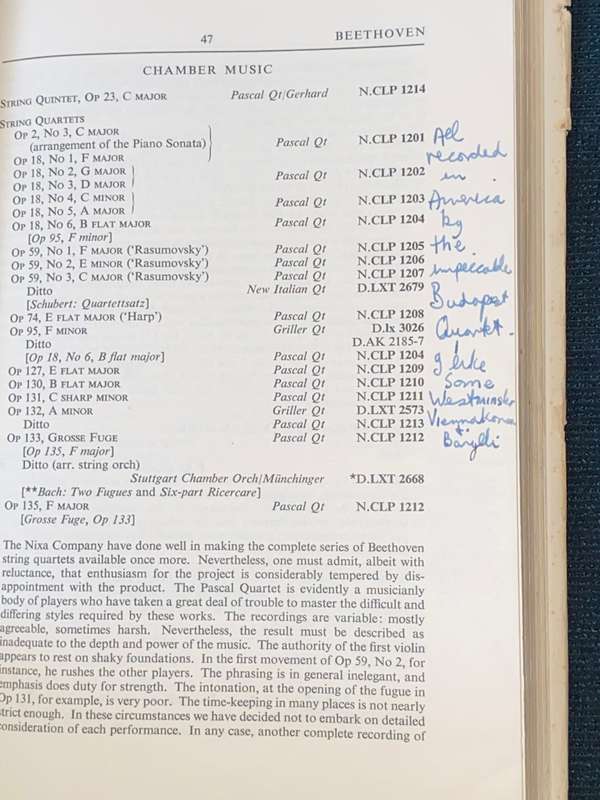 47 BEETHOVEN
CHAMBER MUSIC
STRING QUINTET, OP 23, C MAJOR Pascal Qt/Gerhard N.CLP 1214
STRING QUARTETS
OP 2, NO 3, C MAJOR
(arrangement of the Piano Sonata) Pascal Qt N.CLP 1201
OP 18, NO 1, F MAJOR
OP 18, NO 2, G MAJOR Pascal Qt N.CLP 1202
OP 18, NO 3, D MAJOR
OP 18, NO 4, C MINOR Pascal Qt N.CLP 1203
OP 18, NO 5, A MAJOR
OP 18, NO 6, B FLAT MAJOR Pascal Qt N.CLP 1204
[Op 95, F minor]
OP 59, NO 1, F MAJOR ('Rasumovsky') Pascal Qt N.CLP 1205
OP 59, NO 2, E MINOR ('Rasumovsky') Pascal Qt N.CLP 1206
OP 59, NO 3, C MAJOR ('Rasumovsky') Pascal Qt N.CLP 1207
Ditto New Italian Qt D.LXT 2679
[Schubert: Quartettsatz]
OP 74, E FLAT MAJOR ('Harp') Pascal Qt N.CLP 1208
OP 95, F MINOR Griller Qt D.lx 3026
Ditto D.AK 2185-7
[Op 18, No 6, B flat major] Pascal Qt N.CLP 1204
OP 127, E FLAT MAJOR Pascal Qt N.CLP 1209
OP 130, B FLAT MAJOR Pascal Qt N.CLP 1210
OP 131, C SHARP MINOR Pascal Qt N.CLP 1211
OP 132, A MINOR Griller Qt D.LXT 2573
Ditto Pascal Qt N.CLP 1213
OP 133, GROSSE FUGE Pascal Qt N.CLP 1212
[Op 135, F major]
Ditto (arr. string orch)
Stuttgart Chamber Orch/Münchinger *D.LXT 2668
[**Bach: Two Fugues and Six-part Ricercare]
OP 135, F MAJOR Pascal Qt N.CLP 1212
[Grosse Fuge, Op 133]
All
recorded
in
America
by
the
impeccable
Budapest
Quartet.
I like
some
Westminster
Viennakonz
+
Barylli
The Nixa Company have done well in making the complete series of Beethoven
string quartets available once more. Nevertheless, one must admit, albeit with
reluctance, that enthusiasm for the project is considerably tempered by dis-
appointment with the product. The Pascal Quartet is evidently a musicianly
body of players who have taken a great deal of trouble to master the difficult and
differing styles required by these works. The recordings are variable: mostly
agreeable, sometimes harsh. Nevertheless, the result must be described as
inadequate to the depth and power of the music. The authority of the first violin
appears to rest on shaky foundations. In the first movement of Op 59, No 2, for
instance, he rushes the other players. The phrasing is in general inelegant, and
emphasis does duty for strength. The intonation, at the opening of the fugue in
Op 131, for example, is very poor. The time-keeping in many places is not nearly
strict enough. In these circumstances we have decided not to embark on detailed
consideration of each performance. In any case, another complete recording of